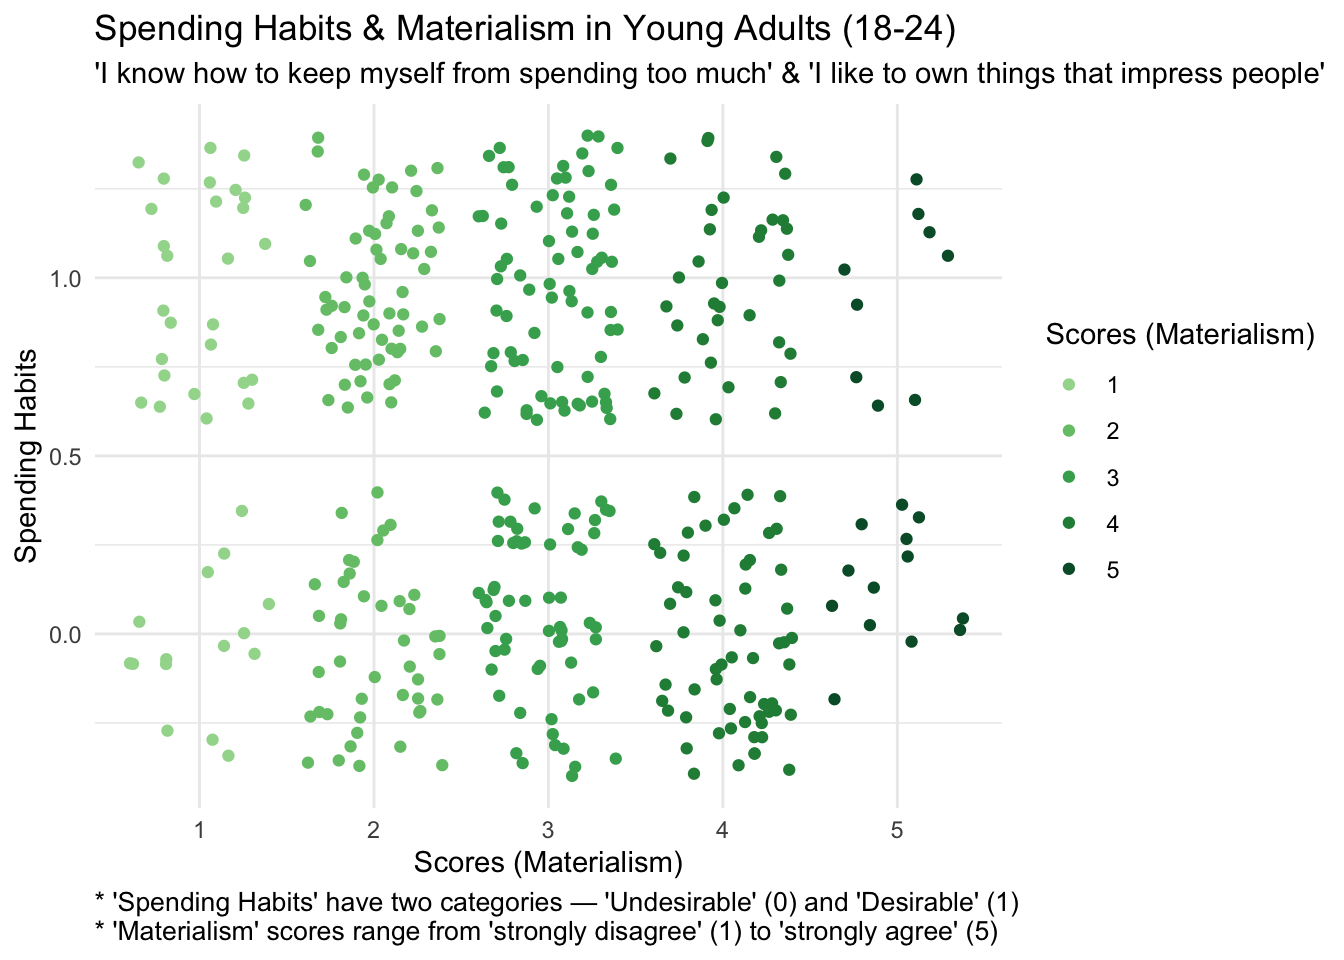 Spending Habits & Materialism in Young Adults (18-24)
'I know how to keep myself from spending too much' & 'I like to own things that impress people'
Spending Habits
1.0
0.5
0.0
1
2
3
4
5
Scores (Materialism)
Scores (Materialism)
1
2
3
4
5
* 'Spending Habits' have two categories — 'Undesirable' (0) and 'Desirable' (1)
* 'Materialism' scores range from 'strongly disagree' (1) to 'strongly agree' (5)